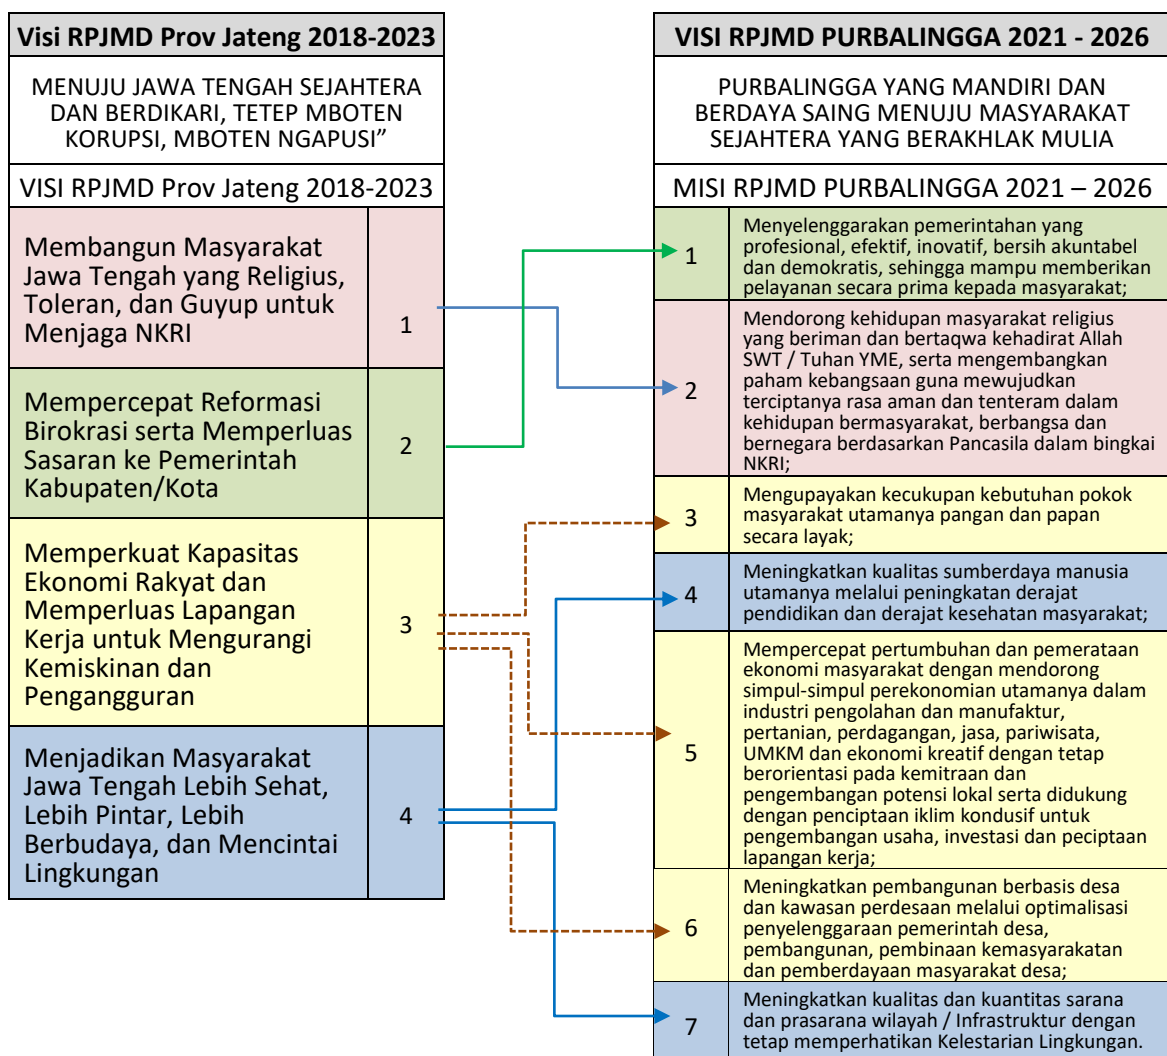 Visi RPJMD Prov Jateng 2018-2023
MENUJU JAWA TENGAH SEJAHTERA
DAN BERDIKARI, TETEP MBOTEN
KORUPSI, MBOTEN NGAPUSI”
VISI RPJMD Prov Jateng 2018-2023
Membangun Masyarakat
Jawa Tengah yang Religius,
Toleran, dan Guyup untuk
Menjaga NKRI
1
Mempercepat Reformasi
Birokrasi serta Memperluas
Sasaran ke Pemerintah
Kabupaten/Kota
2
Memperkuat Kapasitas
Ekonomi Rakyat dan
Memperluas Lapangan
Kerja untuk Mengurangi
Kemiskinan dan
Pengangguran
3
Menjadikan Masyarakat
Jawa Tengah Lebih Sehat,
Lebih Pintar, Lebih
Berbudaya, dan Mencintai
Lingkungan
4
VISI RPJMD PURBALINGGA 2021 - 2026
PURBALINGGA YANG MANDIRI DAN
BERDAYA SAING MENUJU MASYARAKAT
SEJAHTERA YANG BERAKHLAK MULIA
MISI RPJMD PURBALINGGA 2021 – 2026
1
Menyelenggarakan pemerintahan yang
profesional, efektif, inovatif, bersih akuntabel
dan demokratis, sehingga mampu memberikan
pelayanan secara prima kepada masyarakat;
2
Mendorong kehidupan masyarakat religius
yang beriman dan bertaqwa kehadirat Allah
SWT / Tuhan YME, serta mengembangkan
paham kebangsaan guna mewujudkan
terciptanya rasa aman dan tenteram dalam
kehidupan bermasyarakat, berbangsa dan
bernegara berdasarkan Pancasila dalam bingkai
NKRI;
3
Mengupayakan kecukupan kebutuhan pokok
masyarakat utamanya pangan dan papan
secara layak;
4
Meningkatkan kualitas sumberdaya manusia
utamanya melalui peningkatan derajat
pendidikan dan derajat kesehatan masyarakat;
5
Mempercepat pertumbuhan dan pemerataan
ekonomi masyarakat dengan mendorong
simpul-simpul perekonomian utamanya dalam
industri pengolahan dan manufaktur,
pertanian, perdagangan, jasa, pariwisata,
UMKM dan ekonomi kreatif dengan tetap
berorientasi pada kemitraan dan
pengembangan potensi lokal serta didukung
dengan penciptaan iklim kondusif untuk
pengembangan usaha, investasi dan peciptaan
lapangan kerja;
6
Meningkatkan pembangunan berbasis desa
dan kawasan perdesaan melalui optimalisasi
penyelenggaraan pemerintah desa,
pembangunan, pembinaan kemasyarakatan
dan pemberdayaan masyarakat desa;
7
Meningkatkan kualitas dan kuantitas sarana
dan prasarana wilayah / Infrastruktur dengan
tetap memperhatikan Kelestarian Lingkungan.